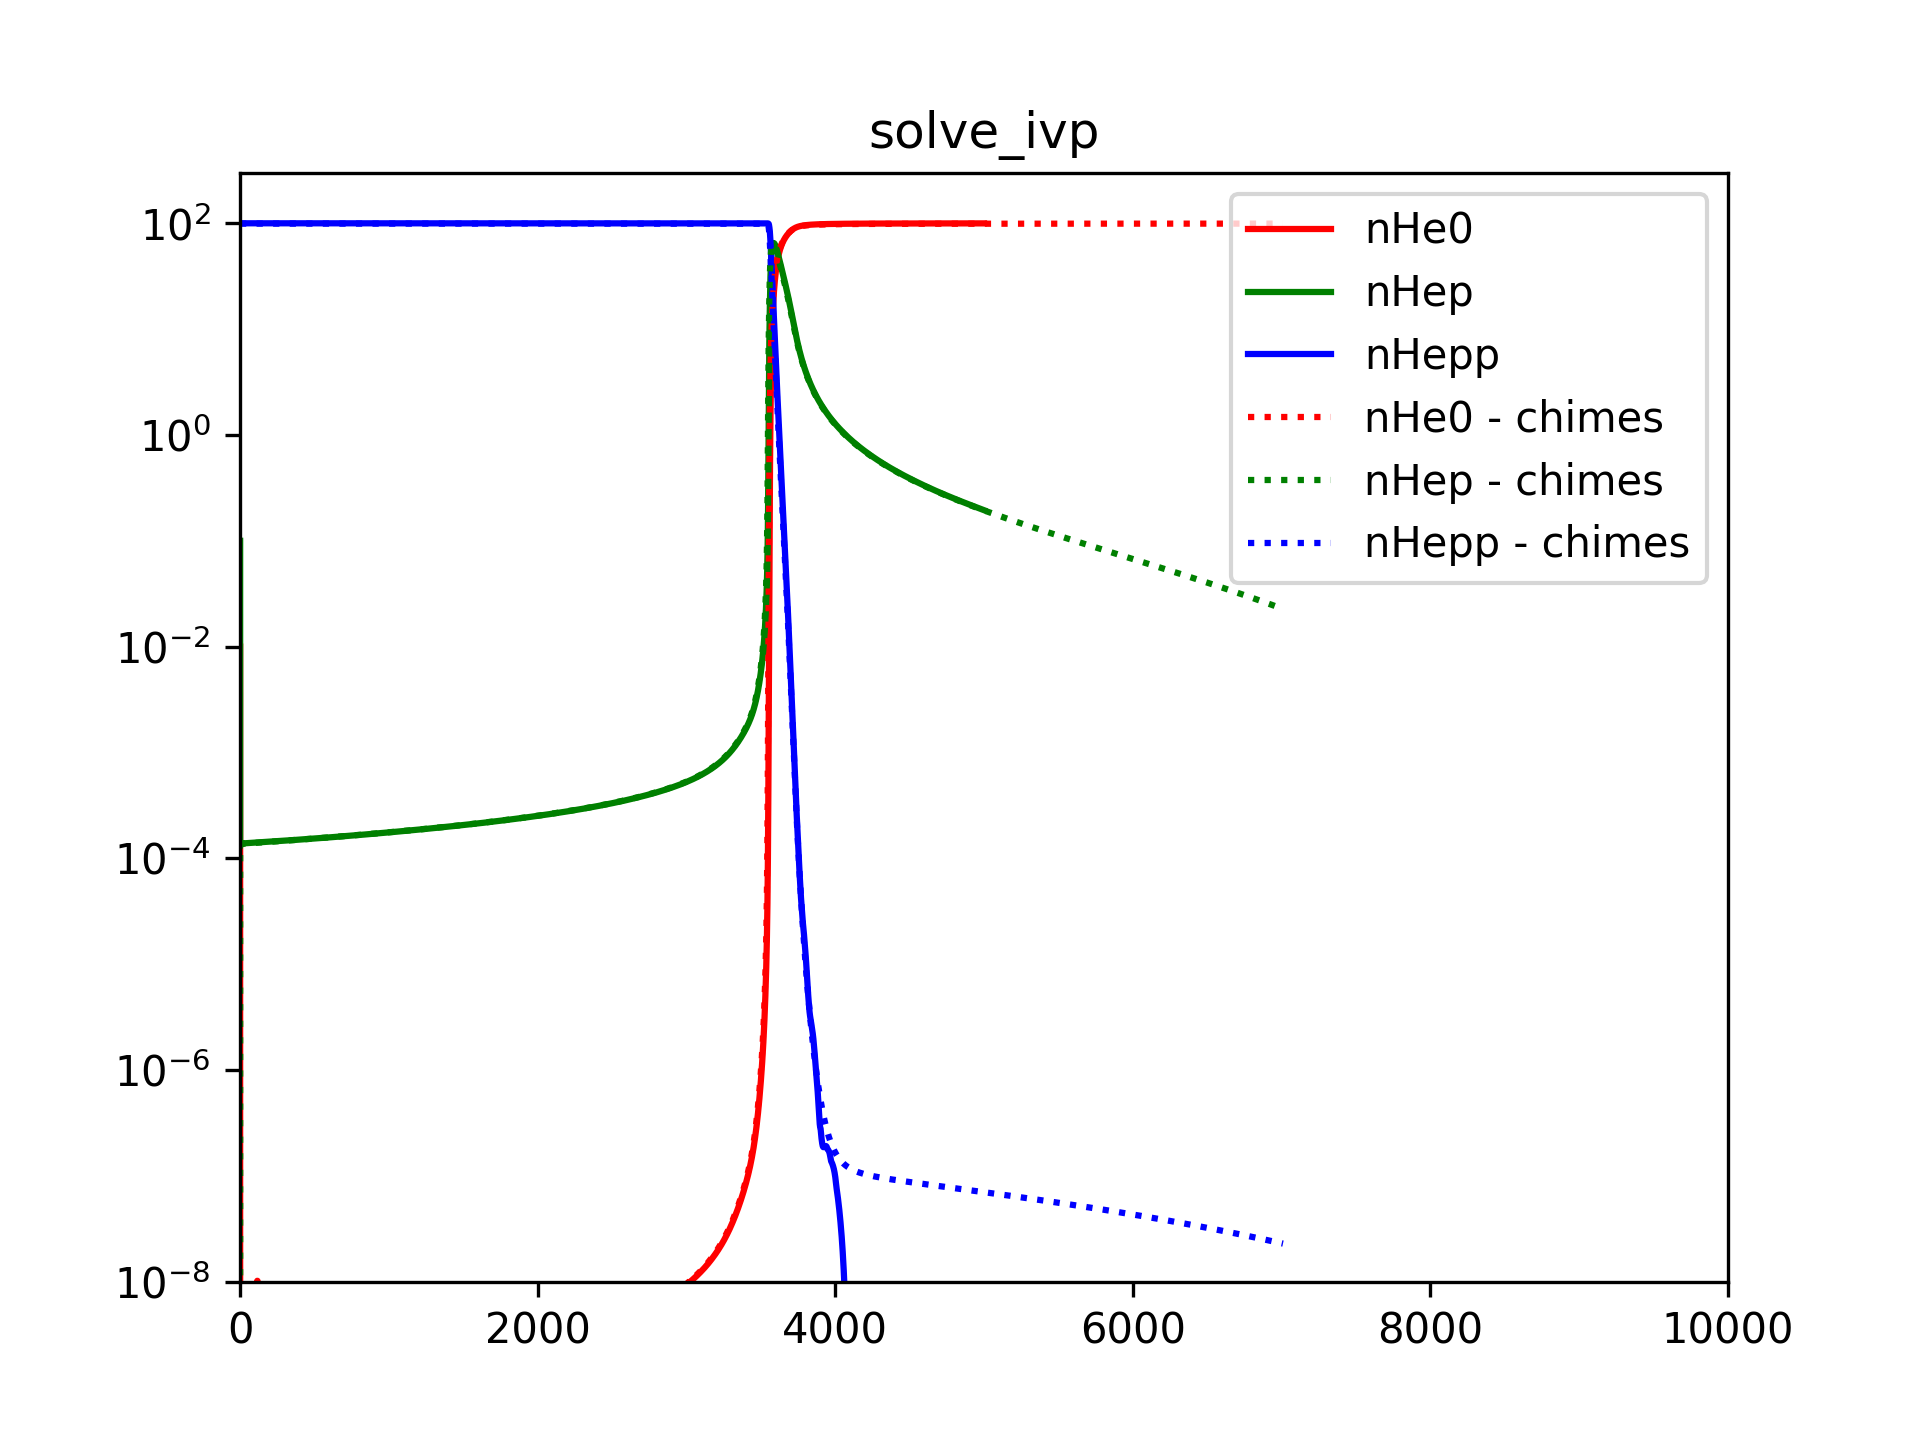 solve_ivp
10²
10⁰
10⁻²
10⁻⁴
10⁻⁶
10⁻⁸
nHe0
nHep
nHepp
nHe0 - chimes
nHep - chimes
nHepp - chimes
0 2000 4000 6000 8000 10000